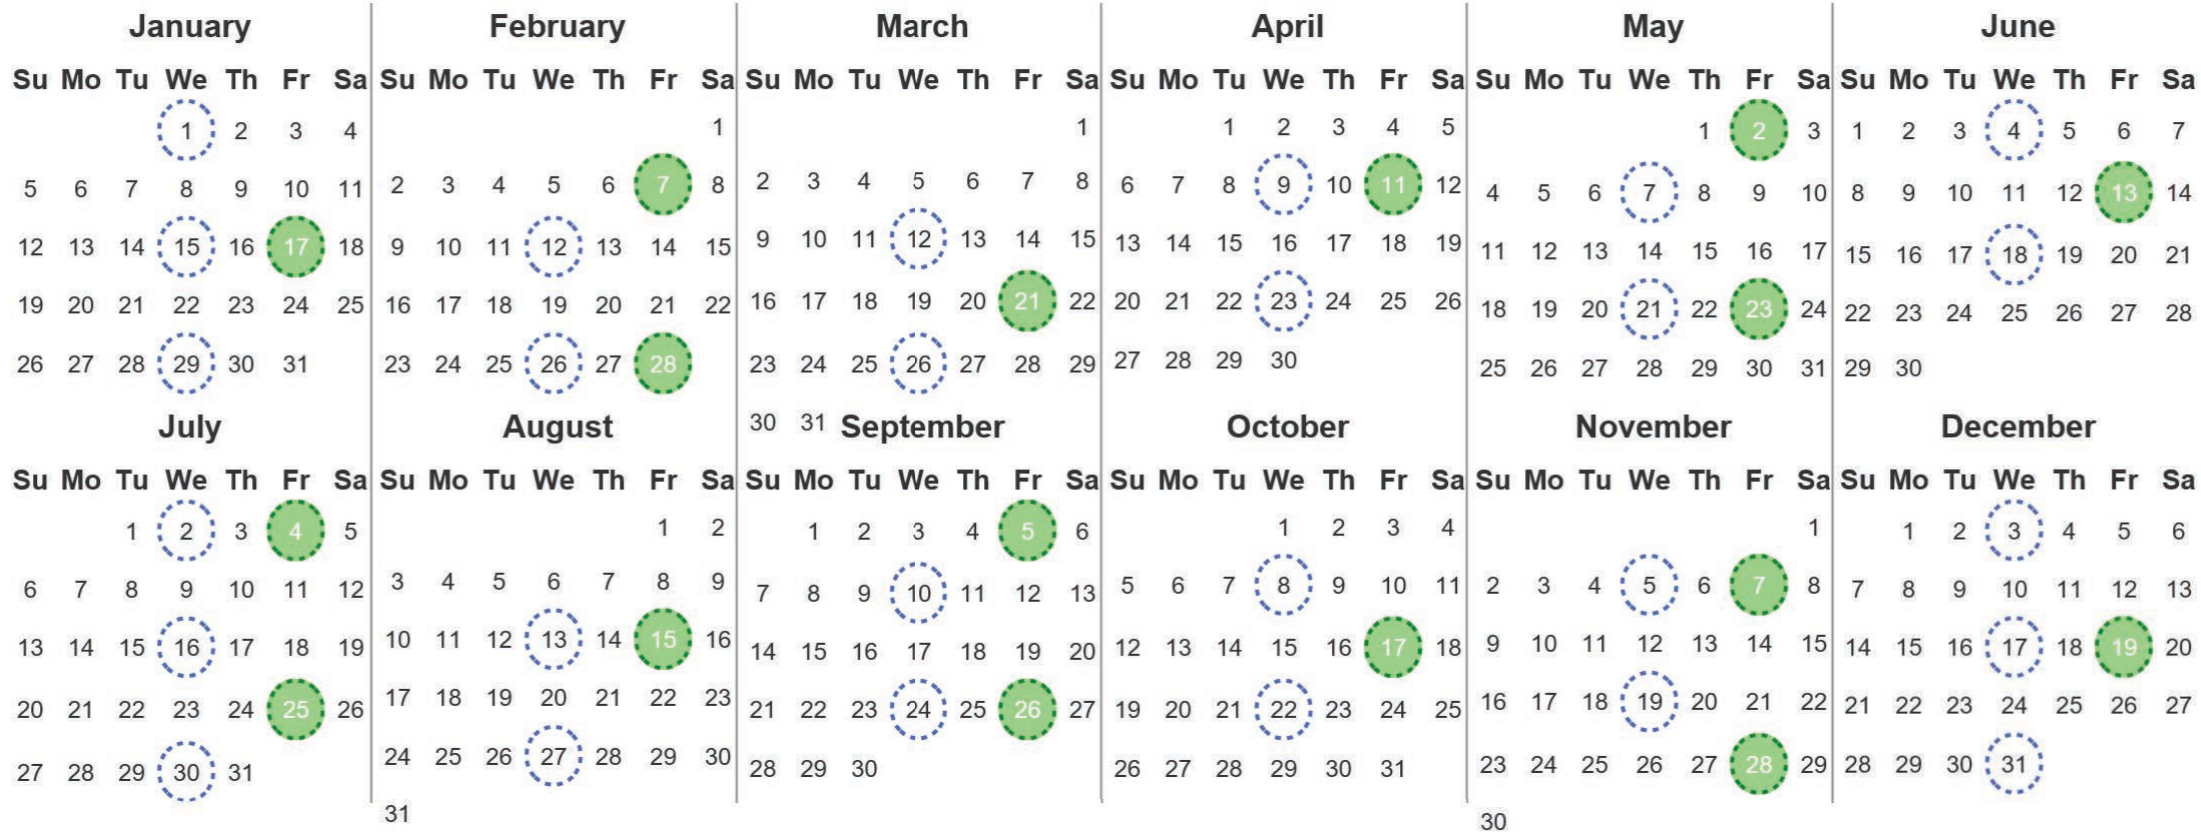 January February March April May June
Su Mo Tu We Th Fr Sa Su Mo Tu We Th Fr Sa Su Mo Tu We Th Fr Sa Su Mo Tu We Th Fr Sa Su Mo Tu We Th Fr Sa Su Mo Tu We Th Fr Sa
1 2 3 4 1 1 1 2 3 4 5 1 2 3 1 2 3 4 5 6 7
5 6 7 8 9 10 11 2 3 4 5 6 7 8 2 3 4 5 6 7 8 6 7 8 9 10 11 12 4 5 6 7 8 9 10 8 9 10 11 12 13 14
12 13 14 15 16 17 18 9 10 11 12 13 14 15 9 10 11 12 13 14 15 13 14 15 16 17 18 19 11 12 13 14 15 16 17 15 16 17 18 19 20 21
19 20 21 22 23 24 25 16 17 18 19 20 21 22 16 17 18 19 20 21 22 20 21 22 23 24 25 26 18 19 20 21 22 23 24 22 23 24 25 26 27 28
26 27 28 29 30 31 23 24 25 26 27 28 23 24 25 26 27 28 29 27 28 29 30 25 26 27 28 29 30 31 29 30
30 31
July August September October November December
Su Mo Tu We Th Fr Sa Su Mo Tu We Th Fr Sa Su Mo Tu We Th Fr Sa Su Mo Tu We Th Fr Sa Su Mo Tu We Th Fr Sa Su Mo Tu We Th Fr Sa
1 2 3 4 5 1 2 1 2 3 4 5 6 1 2 3 4 1 1 2 3 4 5 6
6 7 8 9 10 11 12 3 4 5 6 7 8 9 7 8 9 10 11 12 13 5 6 7 8 9 10 11 2 3 4 5 6 7 8 7 8 9 10 11 12 13
13 14 15 16 17 18 19 10 11 12 13 14 15 16 14 15 16 17 18 19 20 12 13 14 15 16 17 18 9 10 11 12 13 14 15 14 15 16 17 18 19 20
20 21 22 23 24 25 26 17 18 19 20 21 22 23 21 22 23 24 25 26 27 19 20 21 22 23 24 25 16 17 18 19 20 21 22 21 22 23 24 25 26 27
27 28 29 30 31 24 25 26 27 28 29 30 28 29 30 26 27 28 29 30 31 23 24 25 26 27 28 29 28 29 30 31
31 30